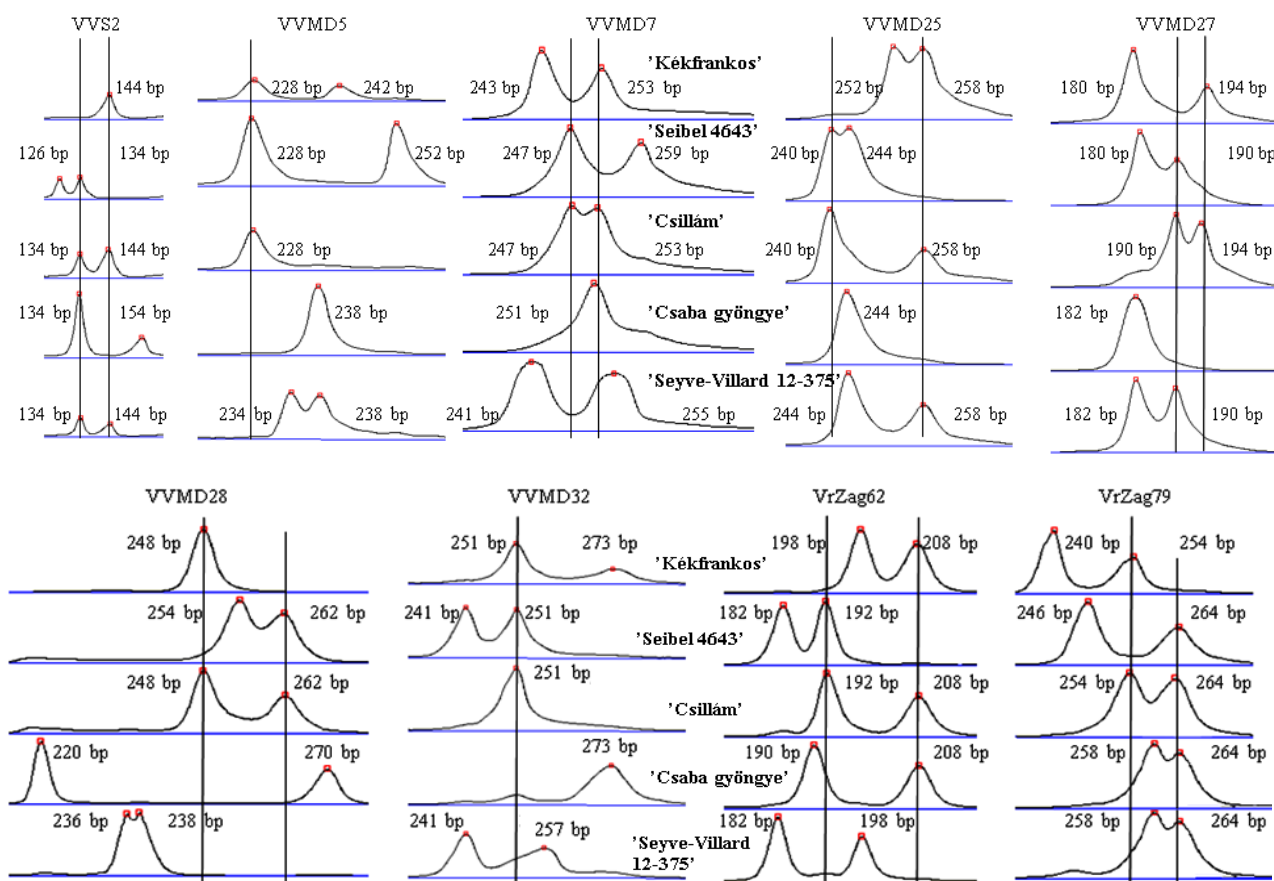 VVS2 VVMD5 VVMD7 VVMD25 VVMD27
144 bp 228 bp 242 bp 243 bp 'Kékfrankos' 253 bp 252 bp 258 bp 180 bp 194 bp
126 bp 134 bp 228 bp 252 bp 247 bp 'Seibel 4643' 259 bp 240 bp 244 bp 180 bp 190 bp
134 bp 144 bp 228 bp 247 bp 'Csillám' 253 bp 240 bp 258 bp 190 bp 194 bp
134 bp 154 bp 238 bp 251 bp 'Csaba gyöngye' 244 bp 182 bp
134 bp 144 bp 234 bp 238 bp 241 bp 'Seyve-Villard 12-375' 255 bp 244 bp 258 bp 182 bp 190 bp
VVMD28 VVMD32 VrZag62 VrZag79
248 bp 251 bp 273 bp 'Kékfrankos' 198 bp 208 bp 240 bp 254 bp
254 bp 262 bp 241 bp 251 bp 'Seibel 4643' 182 bp 192 bp 246 bp 264 bp
248 bp 262 bp 251 bp 'Csillám' 192 bp 208 bp 254 bp 264 bp
220 bp 270 bp 273 bp 'Csaba gyöngye' 190 bp 208 bp 258 bp 264 bp
236 bp 238 bp 241 bp 257 bp 'Seyve-Villard 182 bp 198 bp 258 bp 264 bp
12-375'